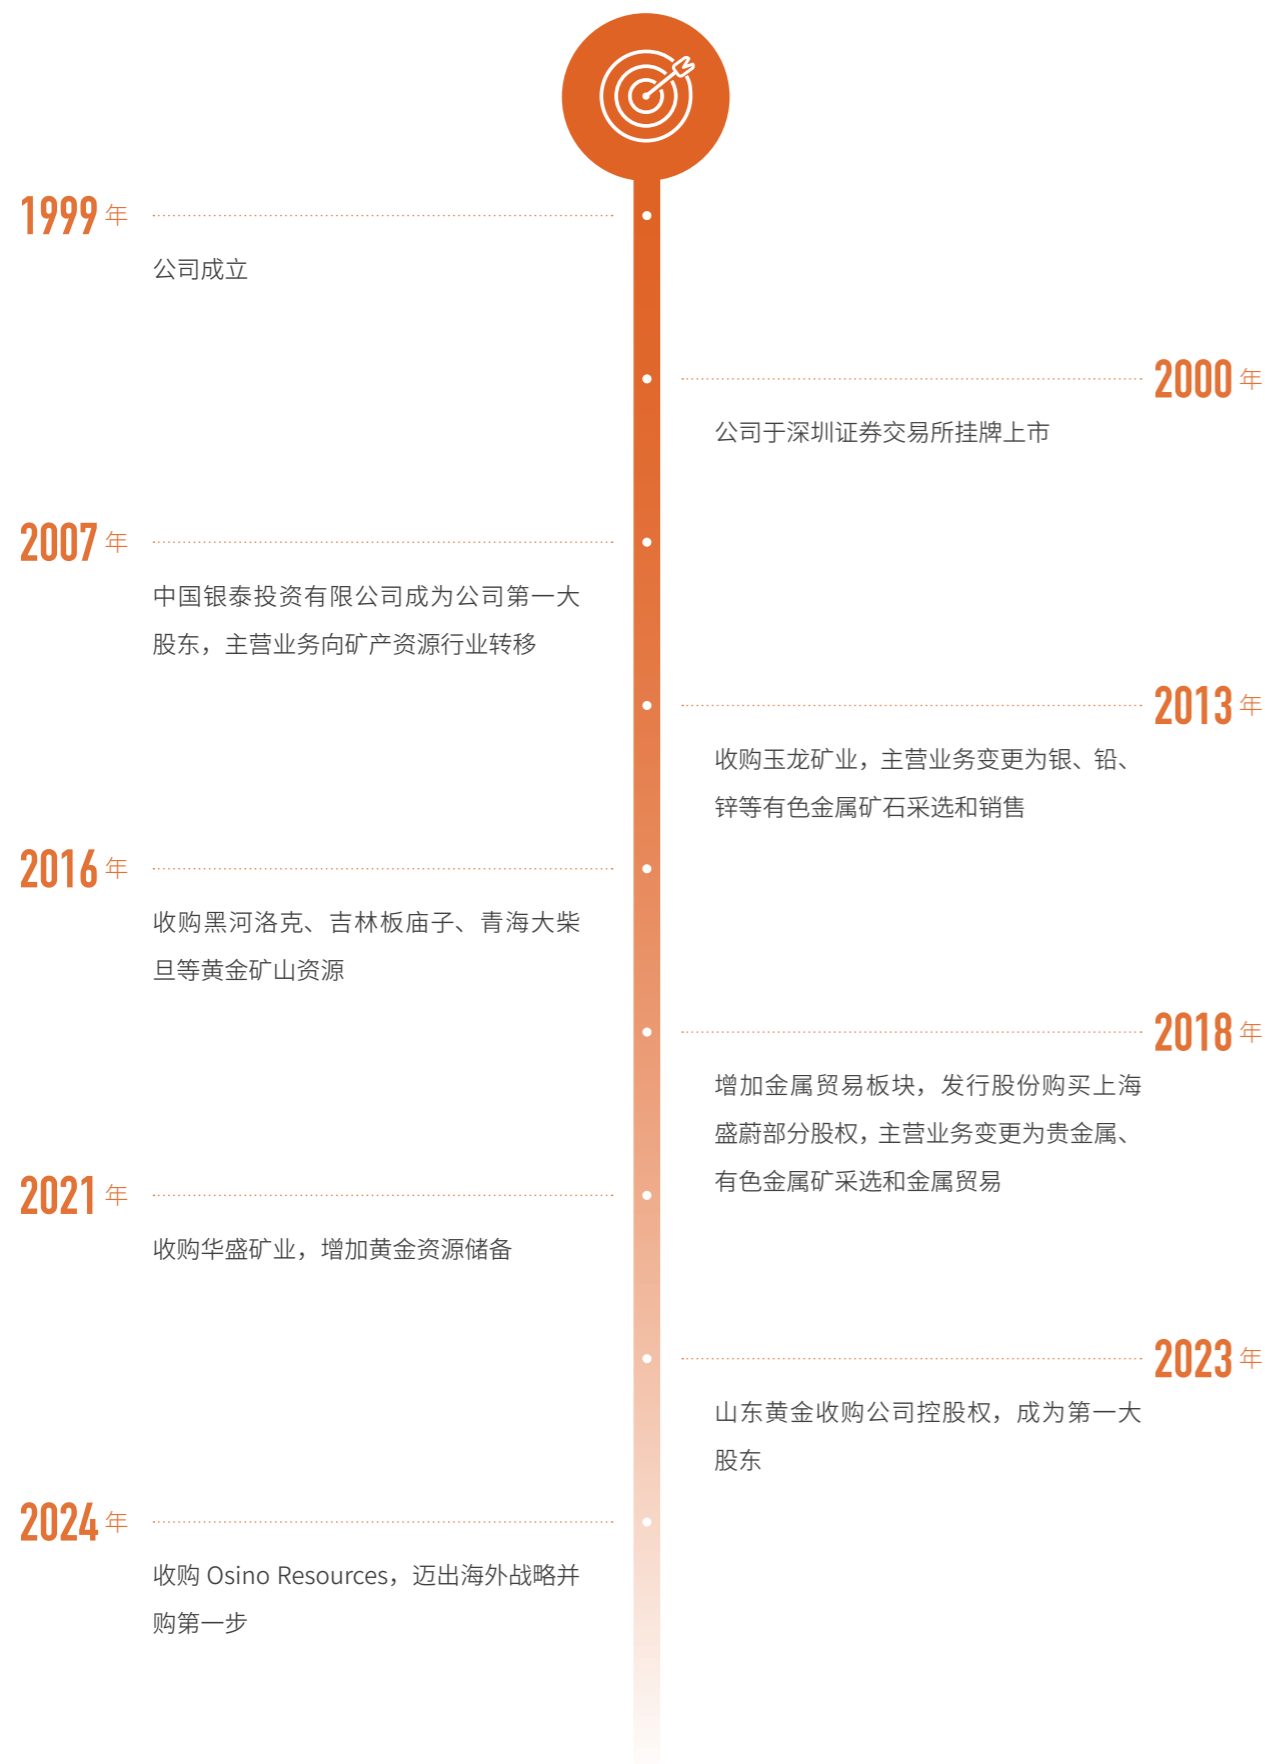 1999 年
公司成立
2000 年
公司于深圳证券交易所挂牌上市
2007 年
中国银泰投资有限公司成为公司第一大
股东，主营业务向矿产资源行业转移
2013 年
收购玉龙矿业，主营业务变更为银、铅、
锌等有色金属矿石采选和销售
2016 年
收购黑河洛克、吉林板庙子、青海大柴
旦等黄金矿山资源
2018 年
增加金属贸易板块，发行股份购买上海
盛蔚部分股权，主营业务变更为贵金属、
有色金属矿采选和金属贸易
2021 年
收购华盛矿业，增加黄金资源储备
2023 年
山东黄金收购公司控股权，成为第一大
股东
2024 年
收购 Osino Resources，迈出海外战略并
购第一步